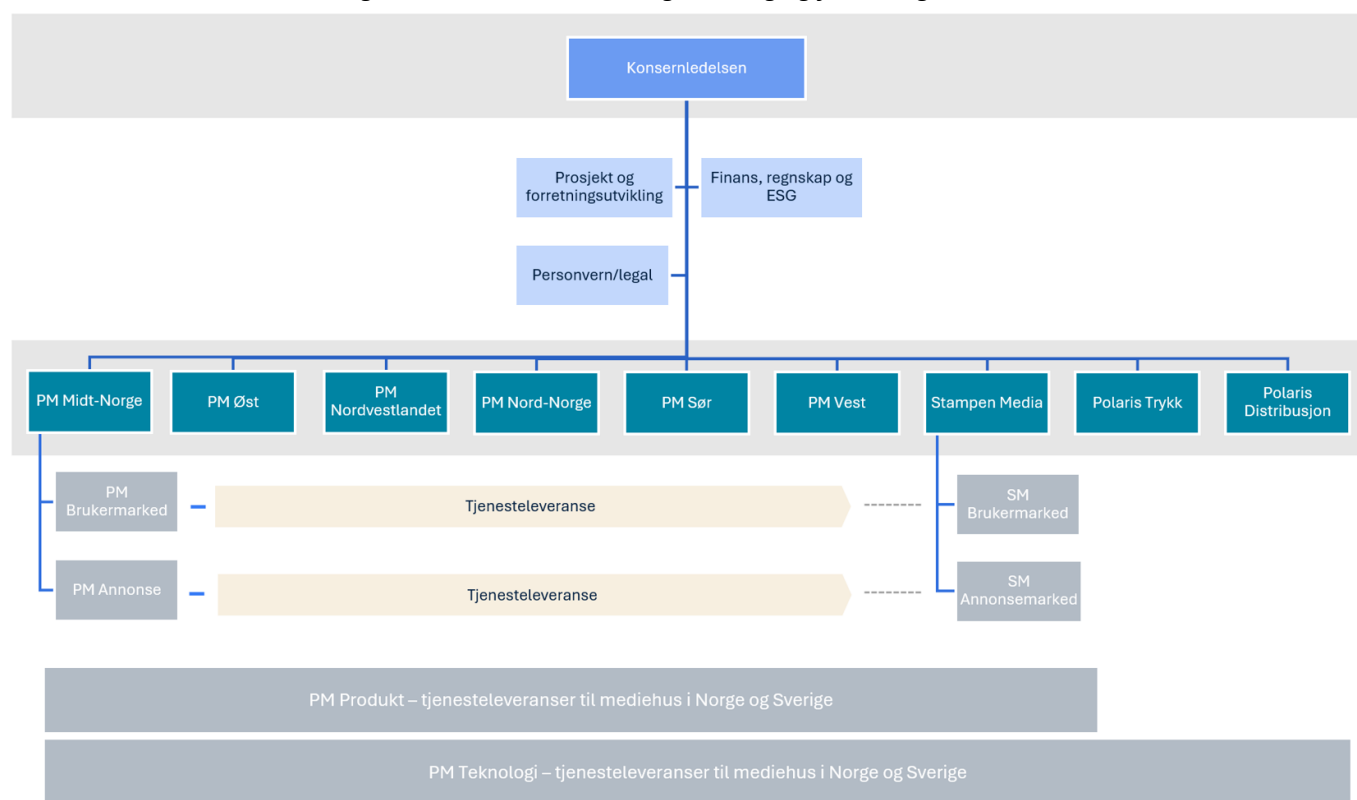 Konsernledelsen
Prosjekt og
forretningsutvikling
Finans, regnskap og
ESG
Personvern/legal
PM Midt-Norge
PM Øst
PM
Nordvestlandet
PM Nord-Norge
PM Sør
PM Vest
Stampen Media
Polaris Trykk
Polaris
Distribusjon
PM
Brukermarked
Tjenesteleveranse
SM
Brukermarked
PM Annonse
Tjenesteleveranse
SM
Annonsemarked
PM Produkt – tjenesteleveranser til mediehus i Norge og Sverige
PM Teknologi – tjenesteleveranser til mediehus i Norge og Sverige